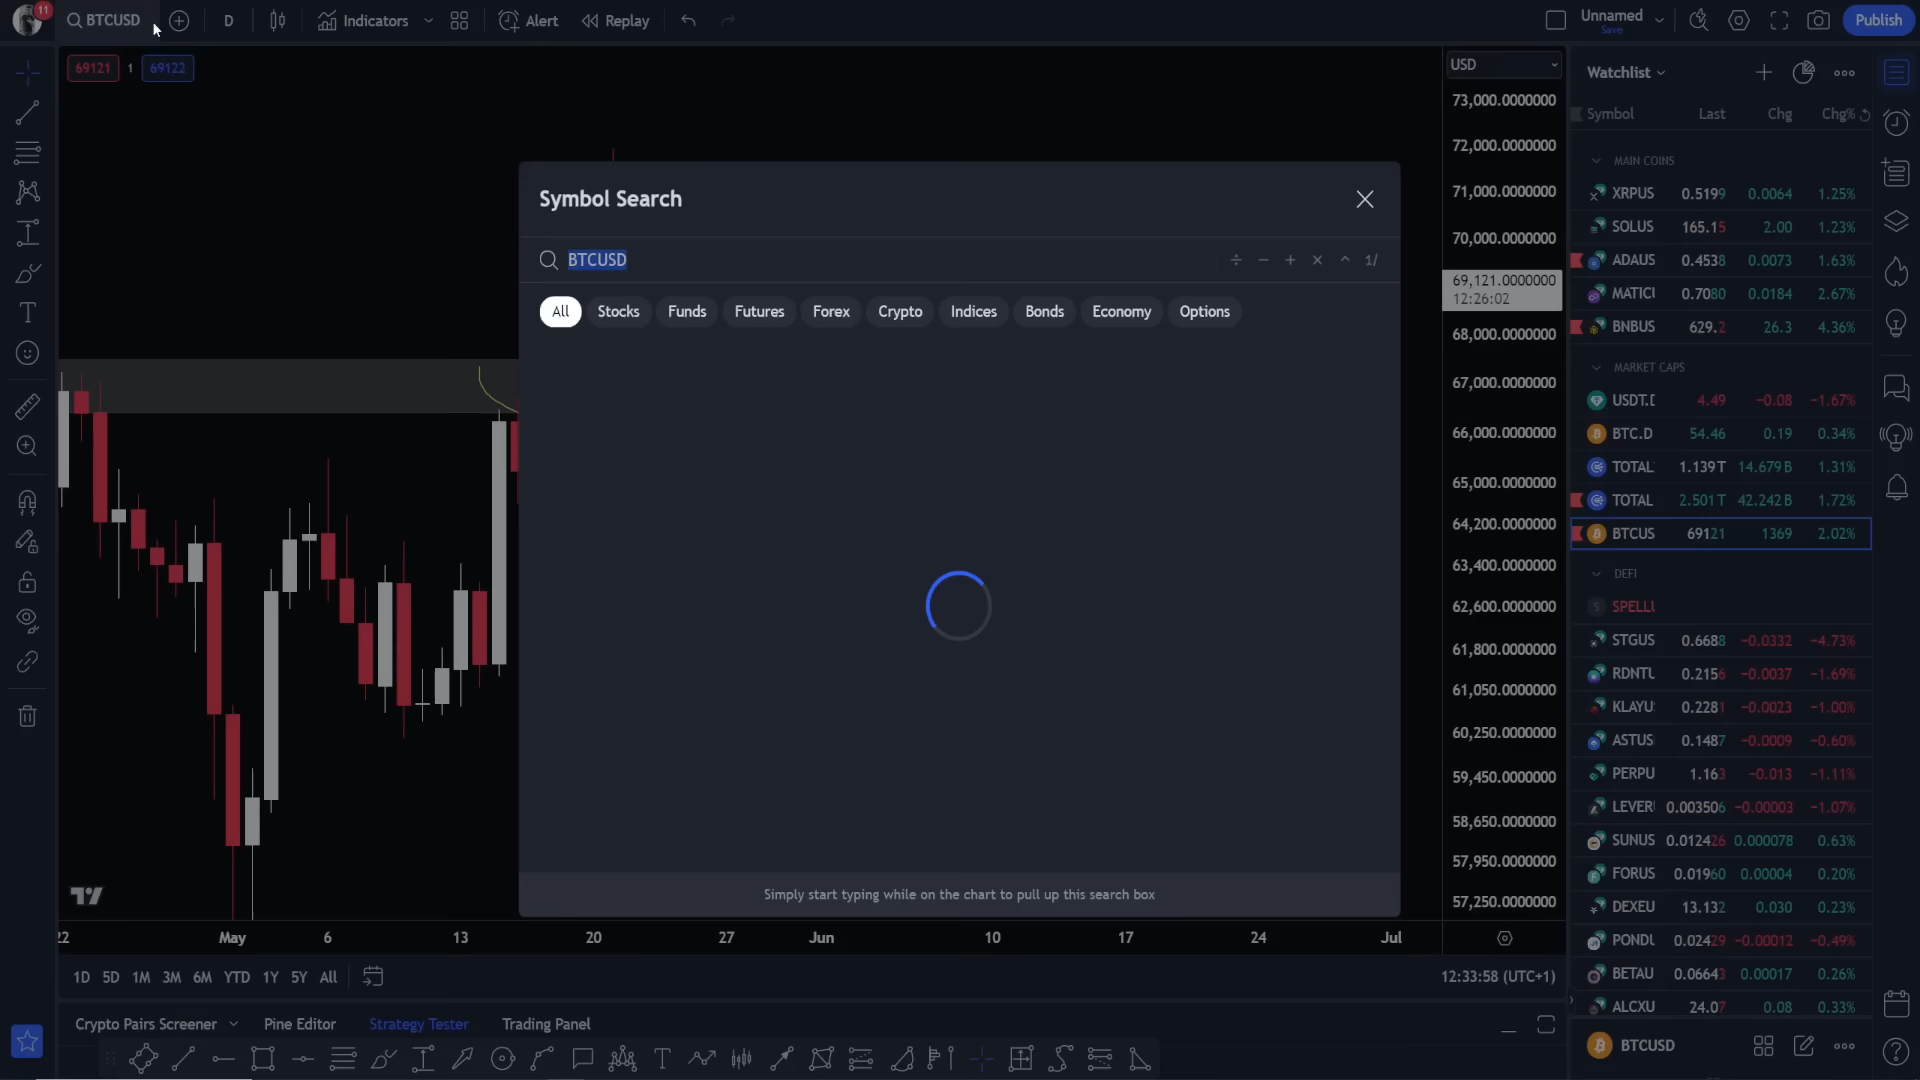 11
BTCUSD
D
Indicators
Alert
Replay
Unnamed
Save
Publish
69121
1
69122
USD
73,000.0000000
72,000.0000000
71,000.0000000
70,000.0000000
69,121.0000000
12:26:02
68,000.0000000
67,000.0000000
66,000.0000000
65,000.0000000
64,200.0000000
63,400.0000000
62,600.0000000
61,800.0000000
61,050.0000000
60,250.0000000
59,450.0000000
58,650.0000000
57,950.0000000
57,250.0000000
Symbol Search
BTCUSD
÷ − + × ^ 1/
All Stocks Funds Futures Forex Crypto Indices Bonds Economy Options
Simply start typing while on the chart to pull up this search box
22 May 6 13 20 27 Jun 10 17 24 Jul
1D 5D 1M 3M 6M YTD 1Y 5Y All
12:33:58 (UTC+1)
Crypto Pairs Screener Pine Editor Strategy Tester Trading Panel
Watchlist
Symbol Last Chg Chg%
MAIN COINS
XRPUS 0.5199 0.0064 1.25%
SOLUS 165.15 2.00 1.23%
ADAUS 0.4538 0.0073 1.63%
MATICU 0.7080 0.0184 2.67%
BNBUS 629.2 26.3 4.36%
MARKET CAPS
USDT.D 4.49 −0.08 −1.67%
BTC.D 54.46 0.19 0.34%
TOTAL 1.139T 14.679B 1.31%
TOTAL 2.501T 42.242B 1.72%
BTCUS 69121 1369 2.02%
DEFI
SPELLU
STGUS 0.6688 −0.0332 −4.73%
RDNTU 0.2156 −0.0037 −1.69%
KLAYU 0.2281 −0.0023 −1.00%
ASTUS 0.1487 −0.0009 −0.60%
PERPU 1.163 −0.013 −1.11%
LEVERU 0.003506 −0.00003 −1.07%
SUNUS 0.012426 0.000078 0.63%
FORUS 0.01960 0.00004 0.20%
DEXEU 13.132 0.030 0.23%
PONDU 0.02429 −0.00012 −0.49%
BETAU 0.06643 0.00017 0.26%
ALCXU 24.07 0.08 0.33%
BTCUSD